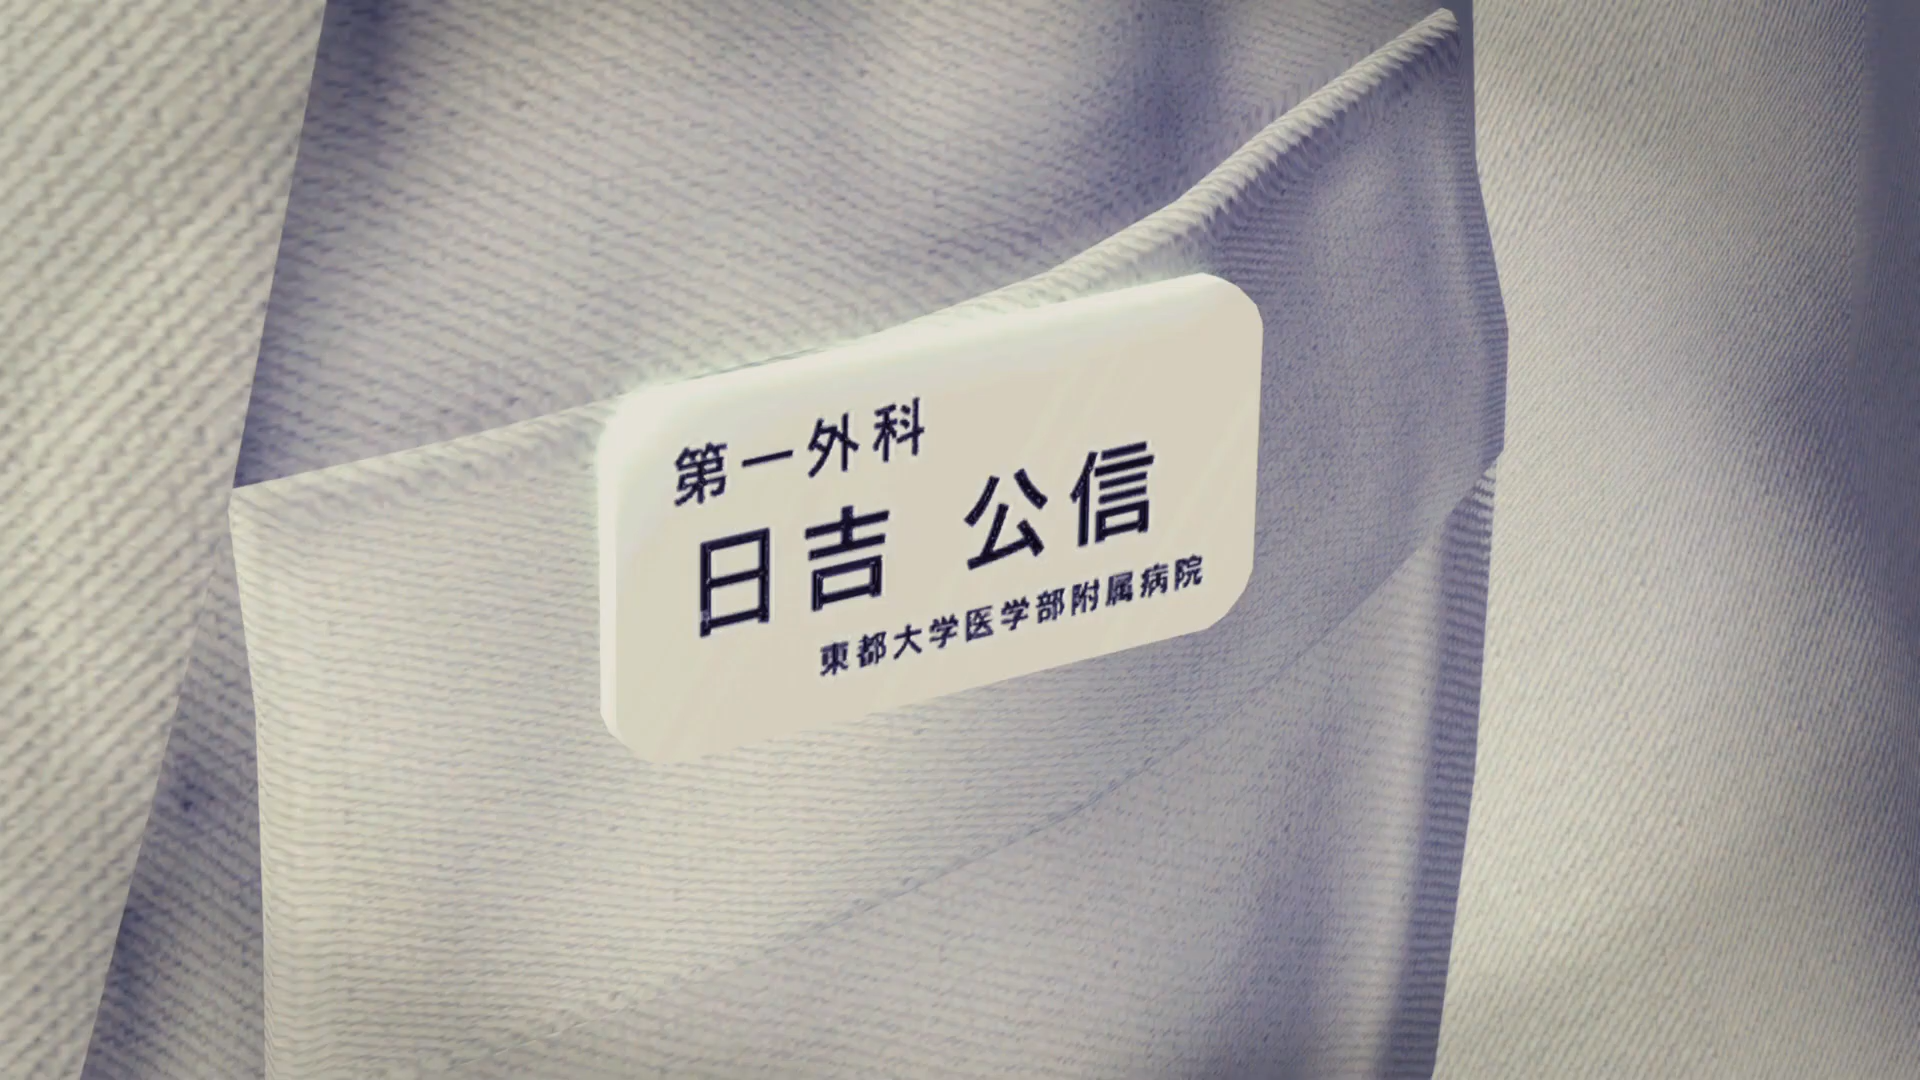 第一外科
日吉 公信
東都大学医学部附属病院